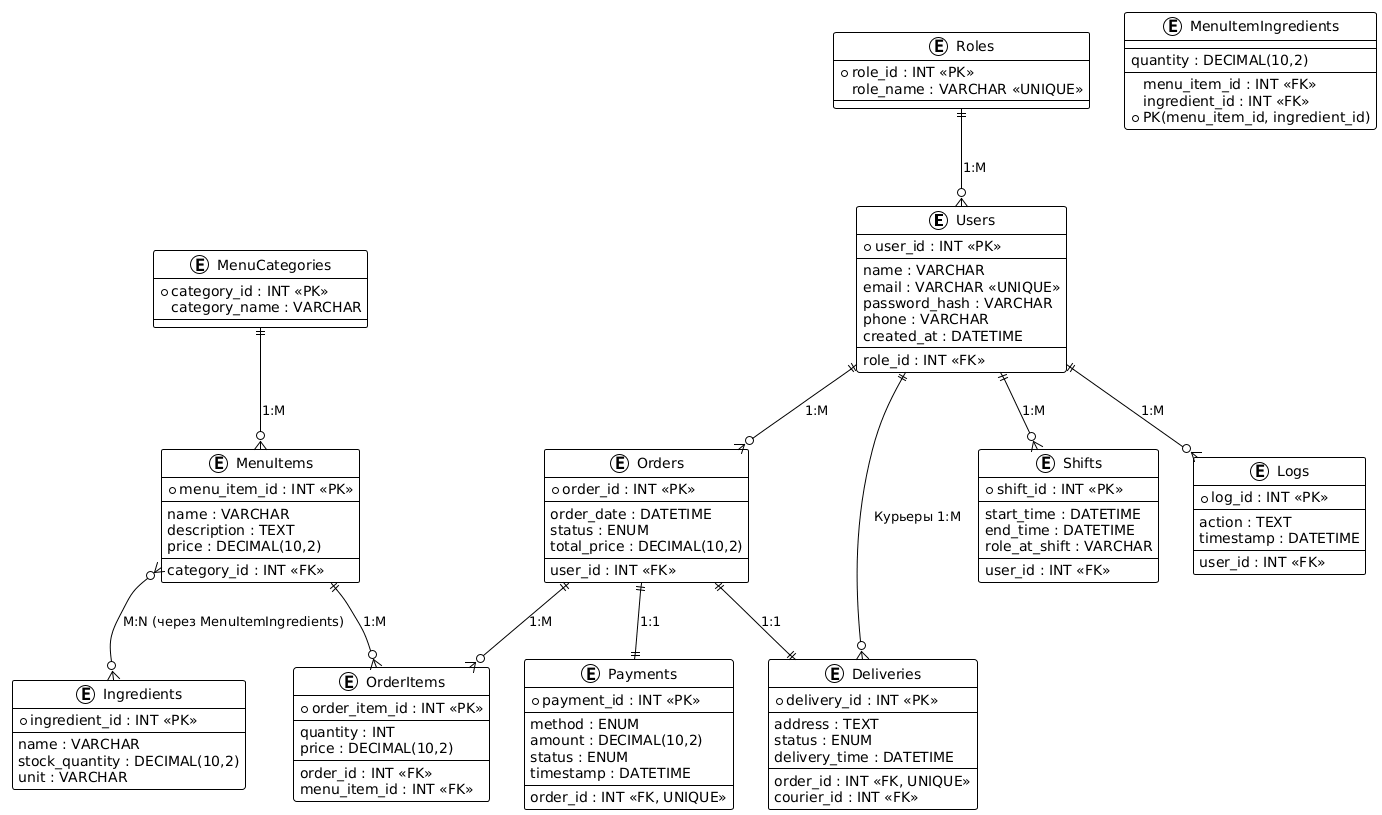 E Roles
role_id : INT «PK»
role_name : VARCHAR «UNIQUE»
E MenuItemIngredients
quantity : DECIMAL(10,2)
menu_item_id : INT «FK»
ingredient_id : INT «FK»
PK(menu_item_id, ingredient_id)
1:M
E Users
user_id : INT «PK»
name : VARCHAR
email : VARCHAR «UNIQUE»
password_hash : VARCHAR
phone : VARCHAR
created_at : DATETIME
role_id : INT «FK»
E MenuCategories
category_id : INT «PK»
category_name : VARCHAR
1:M
1:M
1:M
1:M
Курьеры 1:M
E MenuItems
menu_item_id : INT «PK»
name : VARCHAR
description : TEXT
price : DECIMAL(10,2)
category_id : INT «FK»
E Orders
order_id : INT «PK»
order_date : DATETIME
status : ENUM
total_price : DECIMAL(10,2)
user_id : INT «FK»
E Shifts
shift_id : INT «PK»
start_time : DATETIME
end_time : DATETIME
role_at_shift : VARCHAR
user_id : INT «FK»
E Logs
log_id : INT «PK»
action : TEXT
timestamp : DATETIME
user_id : INT «FK»
M:N (через MenuItemIngredients)
1:M
1:M
1:1
1:1
E Ingredients
ingredient_id : INT «PK»
name : VARCHAR
stock_quantity : DECIMAL(10,2)
unit : VARCHAR
E OrderItems
order_item_id : INT «PK»
quantity : INT
price : DECIMAL(10,2)
order_id : INT «FK»
menu_item_id : INT «FK»
E Payments
payment_id : INT «PK»
method : ENUM
amount : DECIMAL(10,2)
status : ENUM
timestamp : DATETIME
order_id : INT «FK, UNIQUE»
E Deliveries
delivery_id : INT «PK»
address : TEXT
status : ENUM
delivery_time : DATETIME
order_id : INT «FK, UNIQUE»
courier_id : INT «FK»